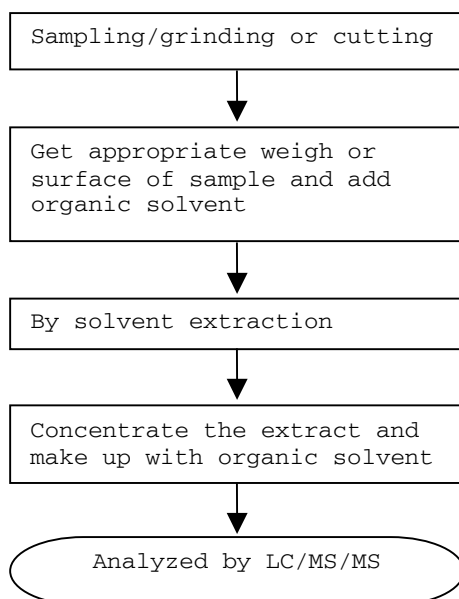 Sampling/grinding or cutting
Get appropriate weigh or
surface of sample and add
organic solvent
By solvent extraction
Concentrate the extract and
make up with organic solvent
Analyzed by LC/MS/MS